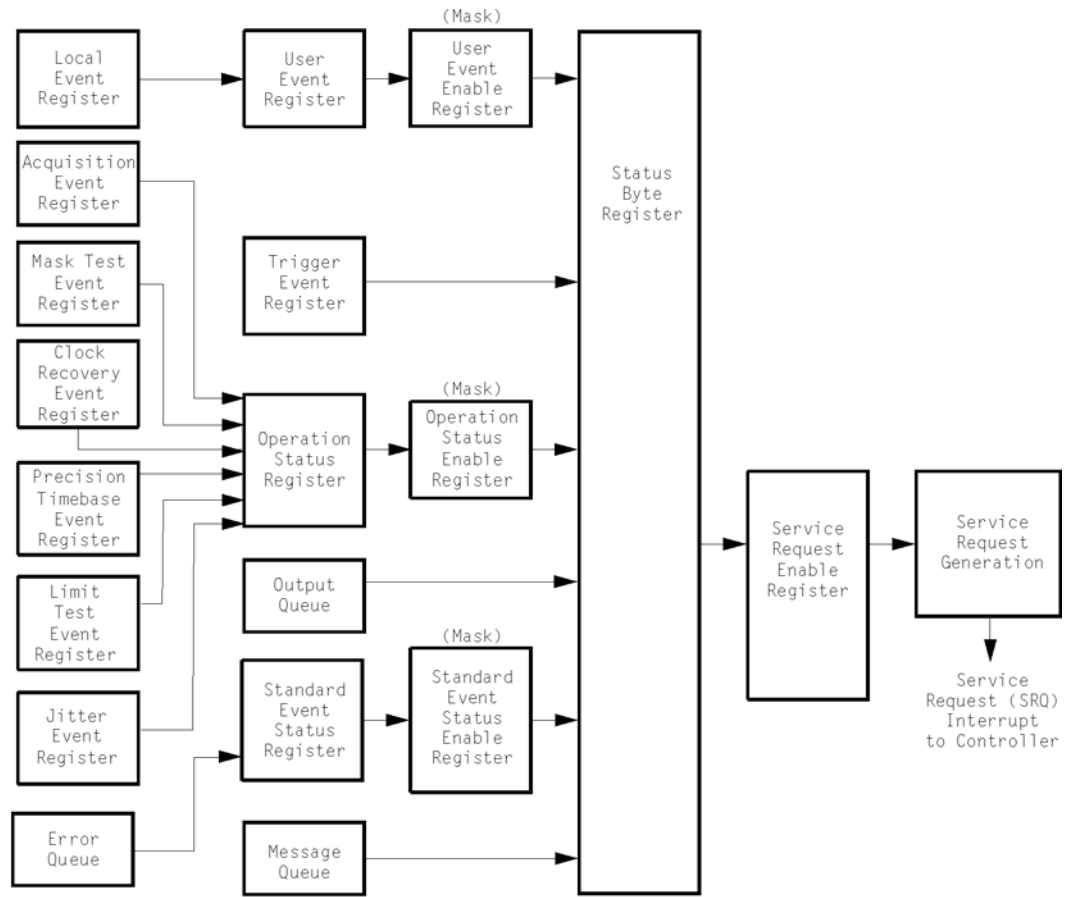 Local
Event
Register
User
Event
Register
(Mask)
User
Event
Enable
Register
Status
Byte
Register
Acquisition
Event
Register
Mask Test
Event
Register
Trigger
Event
Register
Clock
Recovery
Event
Register
Operation
Status
Register
(Mask)
Operation
Status
Enable
Register
Precision
Timebase
Event
Register
Service
Request
Enable
Register
Service
Request
Generation
Limit
Test
Event
Register
Output
Queue
Standard
Event
Status
Register
(Mask)
Standard
Event
Status
Enable
Register
Service
Request (SRQ)
Interrupt
to Controller
Jitter
Event
Register
Error
Queue
Message
Queue